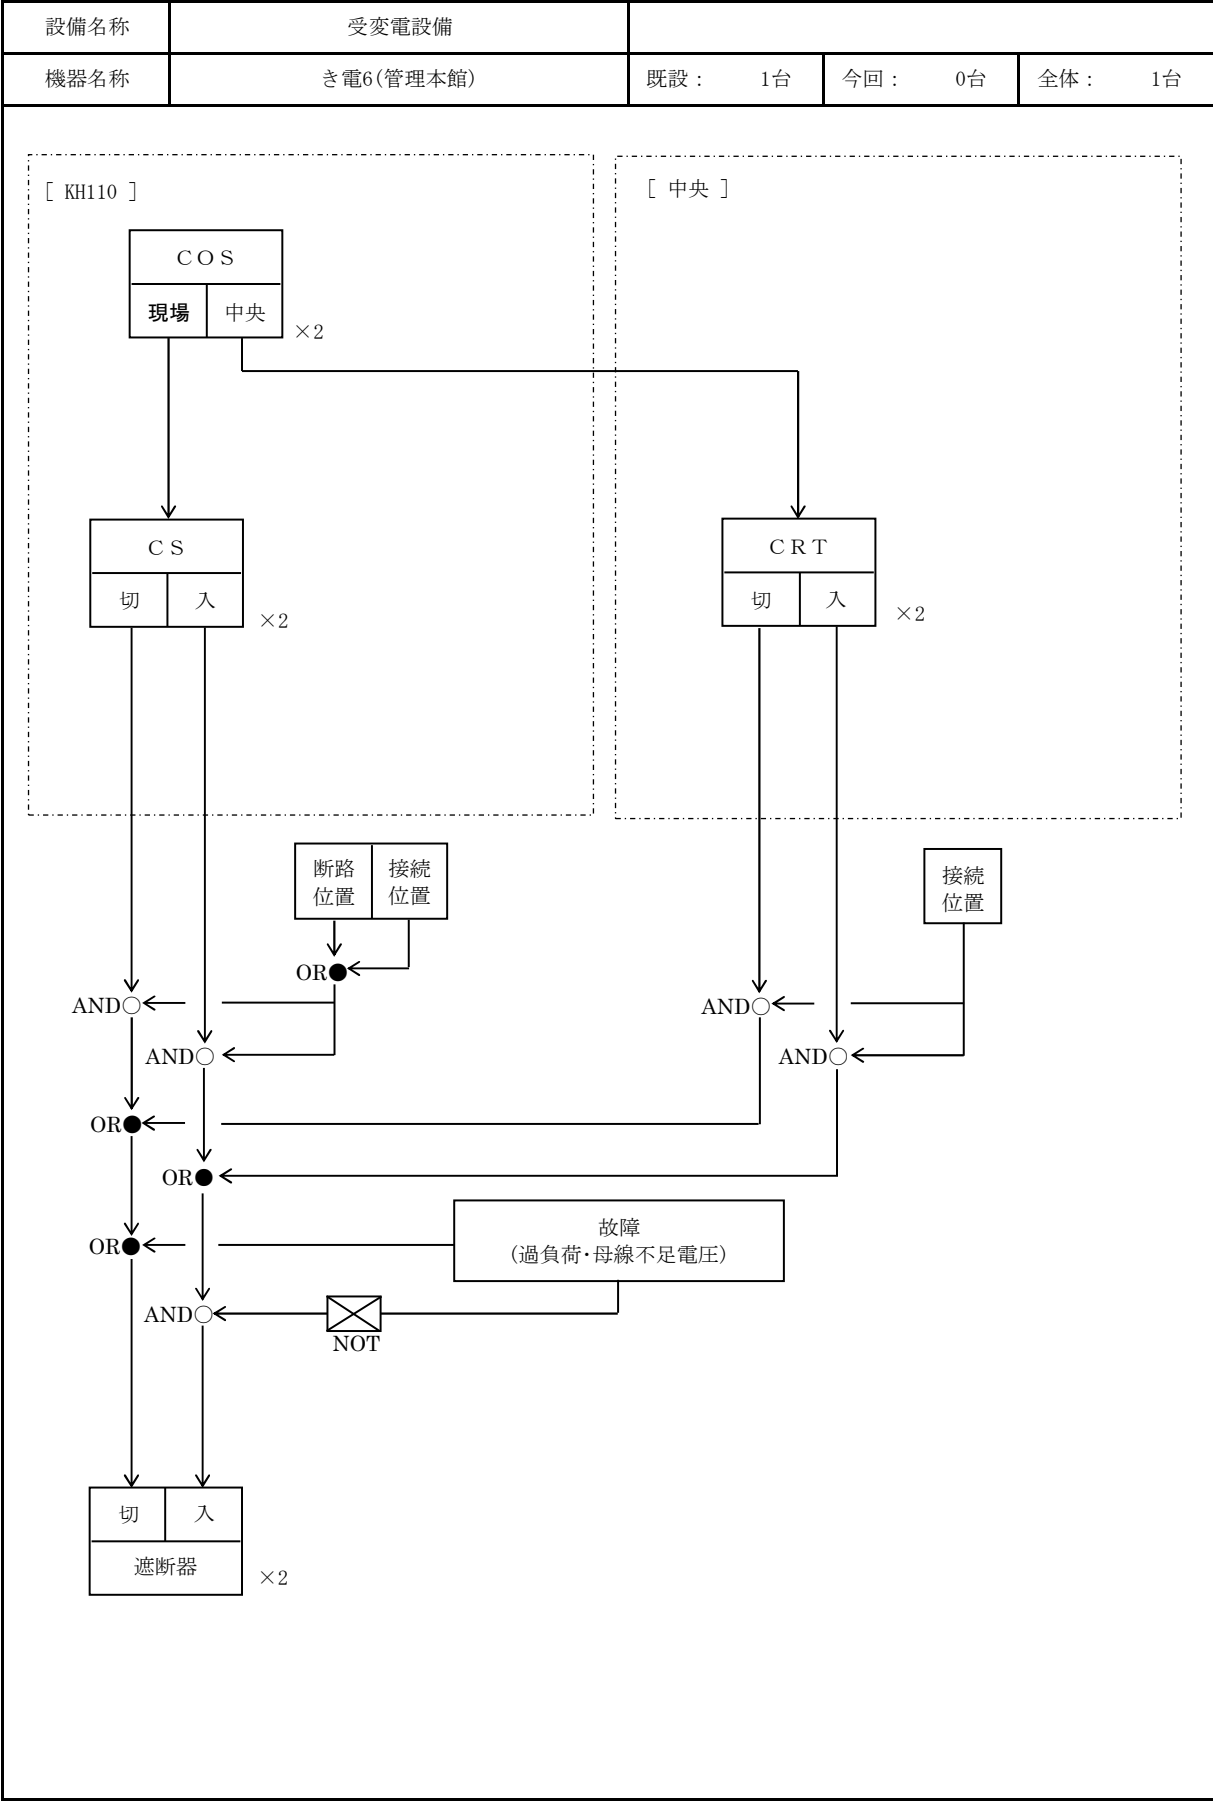 設備名称 受変電設備
機器名称 き電6(管理本館) 既設： 1台 今回： 0台 全体： 1台
[ KH110 ]
[ 中央 ]
ＣＯＳ
現場 中央
×2
ＣＳ
切 入
×2
ＣＲＴ
切 入
×2
断路
位置
接続
位置
接続
位置
OR
AND
AND
AND
AND
OR
OR
故障
(過負荷・母線不足電圧)
OR
AND
NOT
切 入
遮断器
×2